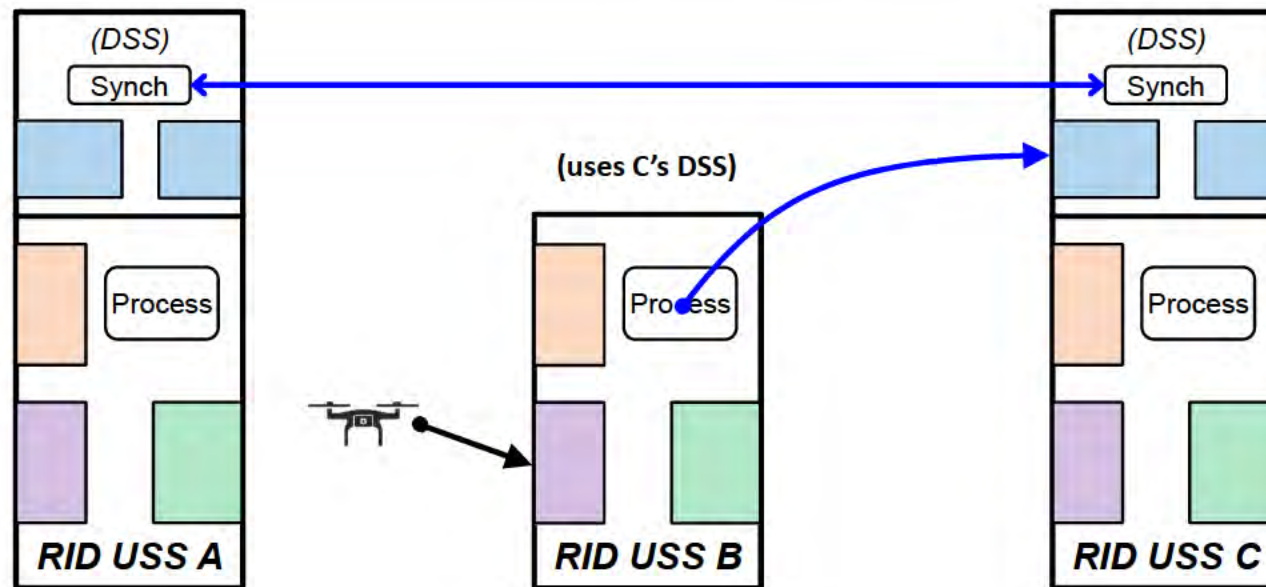 (DSS)
Synch
(DSS)
Synch
(uses C’s DSS)
Process
Process
Process
RID USS A
RID USS B
RID USS C